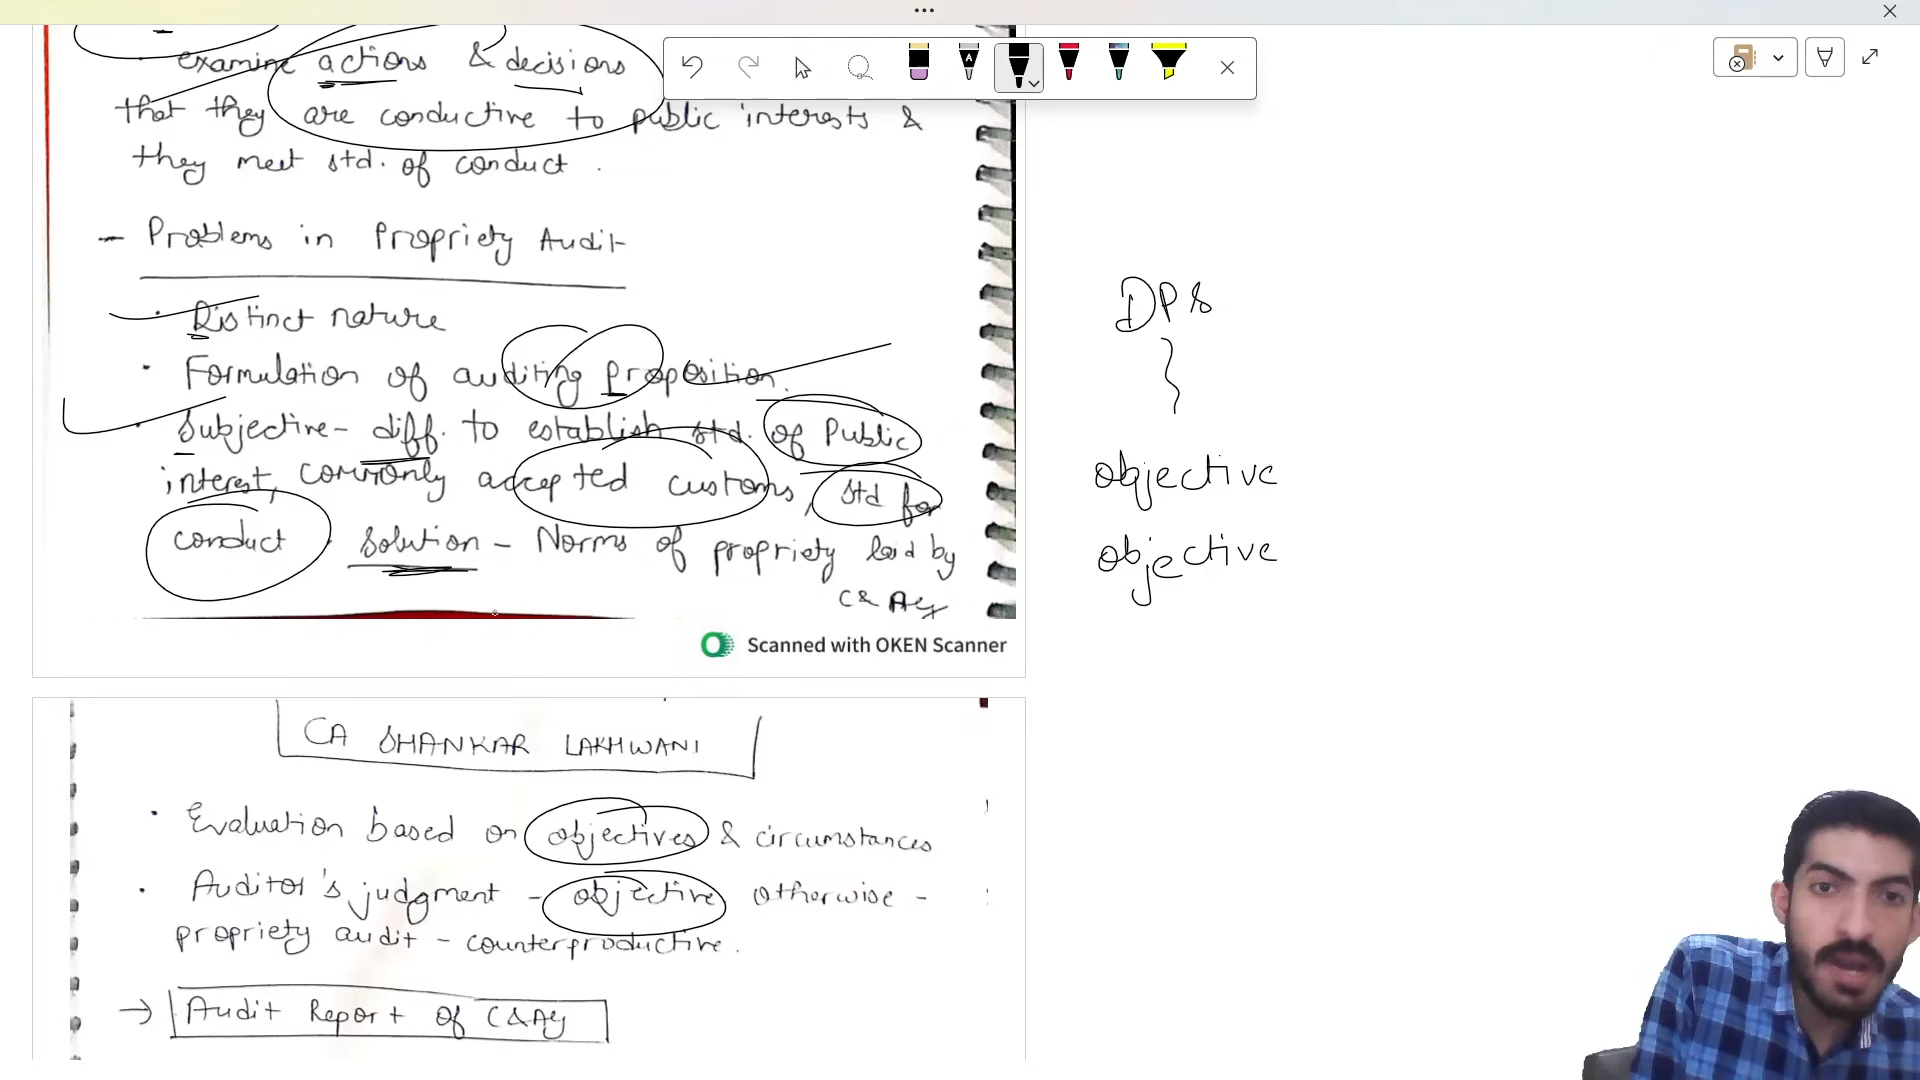 examine actions & decisions
that they are conductive to public interests &
they meet std. of conduct.
- Problems in Propriety Audit
• Distinct nature
• Formulation of auditing Proposition.
• Subjective- diff. to establish std. of Public
interest, commonly accepted customs, std for
conduct. solution - Norms of propriety laid by
C&AG
Scanned with OKEN Scanner
CA SHANKAR LAKHWANI
• Evaluation based on objectives & circumstances
• Auditor's judgment - objective otherwise -
propriety audit - counterproductive.
→ Audit Report of C&AG
DPS
objective
objective